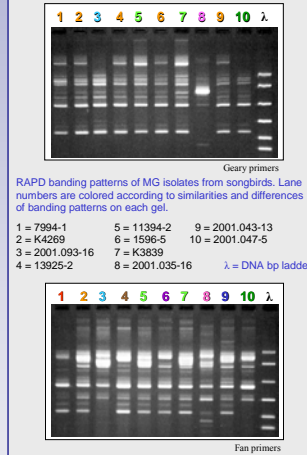 1 2 3 4 5 6 7 8 9 10 λ
Geary primers
RAPD banding patterns of MG isolates from songbirds. Lane
numbers are colored according to similarities and differences
of banding patterns on each gel.
1 = 7994-1 5 = 11394-2 9 = 2001.043-13
2 = K4269 6 = 1596-5 10 = 2001.047-5
3 = 2001.093-16 7 = K3839
4 = 13925-2 8 = 2001.035-16 λ = DNA bp ladde
1 2 3 4 5 6 7 8 9 10 λ
Fan primers